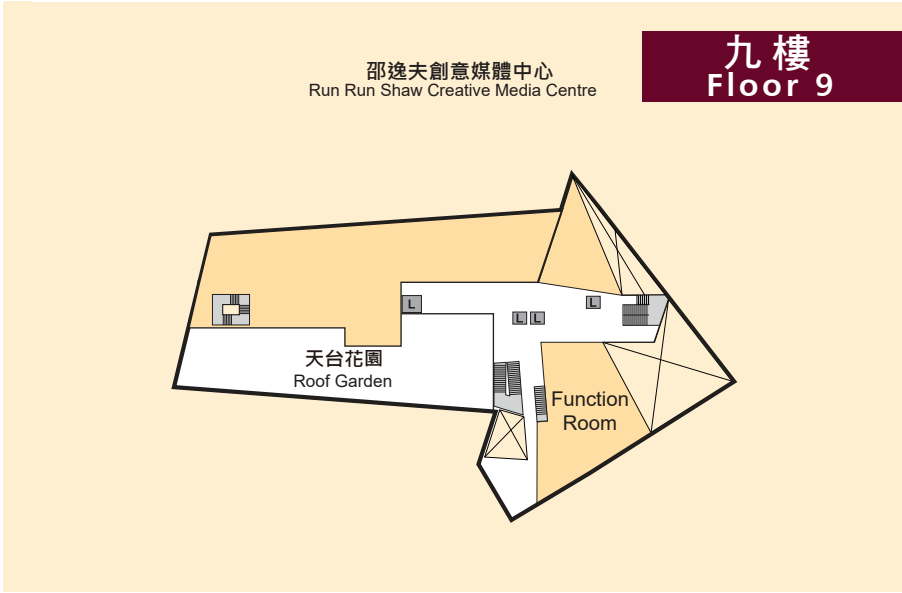 九樓
Floor 9
邵逸夫創意媒體中心
Run Run Shaw Creative Media Centre
L
L
L
L
天台花園
Roof Garden
Function
Room